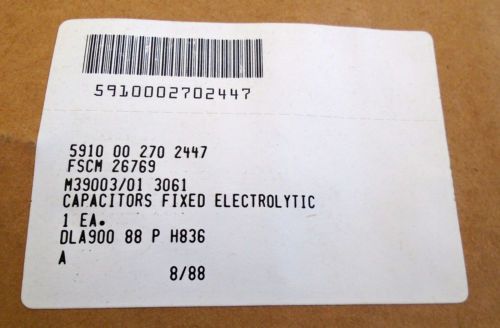 5910002702447
5910 00 270 2447
FSCM 26769
M39003/01 3061
CAPACITORS FIXED ELECTROLYTIC
1 EA.
DLA900 88 P H836
A
8/88